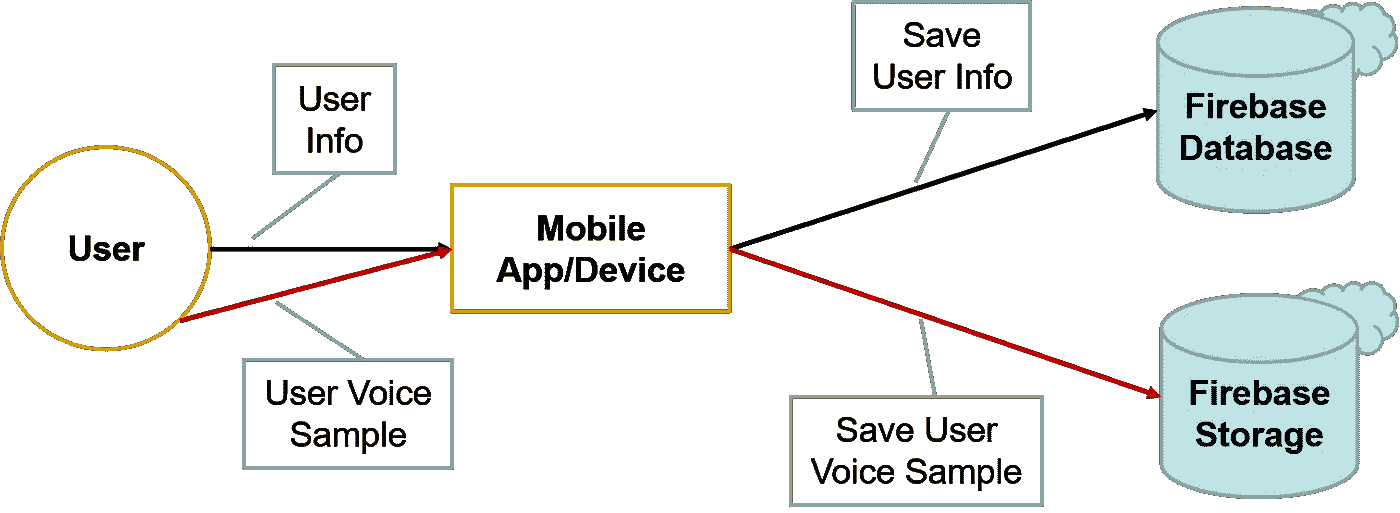 User
User
Info
User Voice
Sample
Mobile
App/Device
Save
User Info
Save User
Voice Sample
Firebase
Database
Firebase
Storage